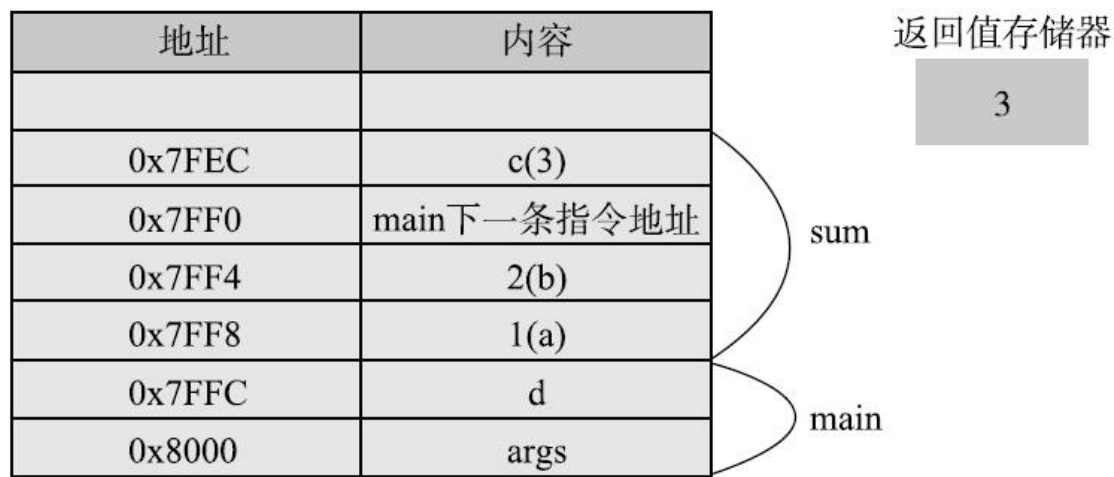 地址 内容 返回值存储器
3
0x7FEC c(3)
0x7FF0 main下一条指令地址 sum
0x7FF4 2(b)
0x7FF8 1(a)
0x7FFC d
main
0x8000 args